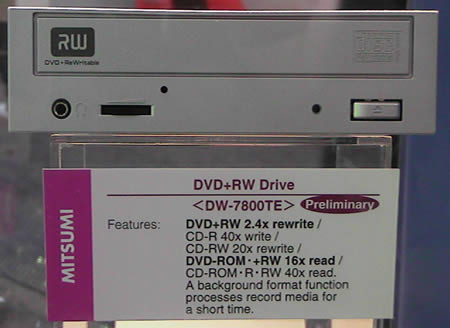 RW
DVD+ReWritable
DVD+RW Drive
<DW-7800TE> Preliminary
MITSUMI
Features: DVD+RW 2.4x rewrite /
CD-R 40x write /
CD-RW 20x rewrite /
DVD-ROM・+RW 16x read /
CD-ROM・R・RW 40x read.
A background format function
processes record media for
a short time.